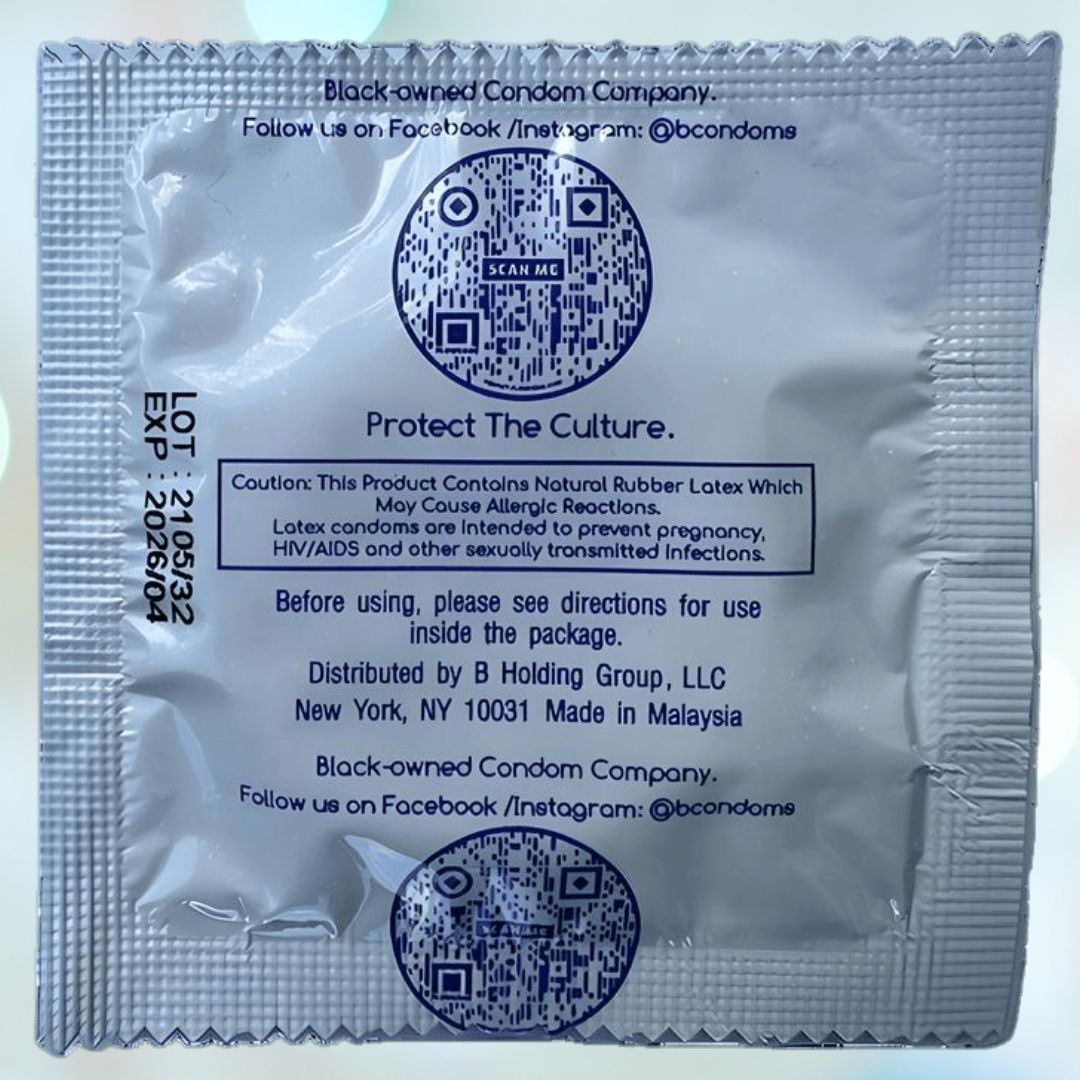 Black-owned Condom Company.
Follow us on Facebook /Instagram: @bcondoms
SCAN ME
Protect The Culture.
LOT : 2105/32
EXP : 2026/04
Caution: This Product Contains Natural Rubber Latex Which
May Cause Allergic Reactions.
Latex condoms are intended to prevent pregnancy,
HIV/AIDS and other sexually transmitted infections.
Before using, please see directions for use
inside the package.
Distributed by B Holding Group, LLC
New York, NY 10031 Made in Malaysia
Black-owned Condom Company.
Follow us on Facebook /Instagram: @bcondoms
SCAN ME